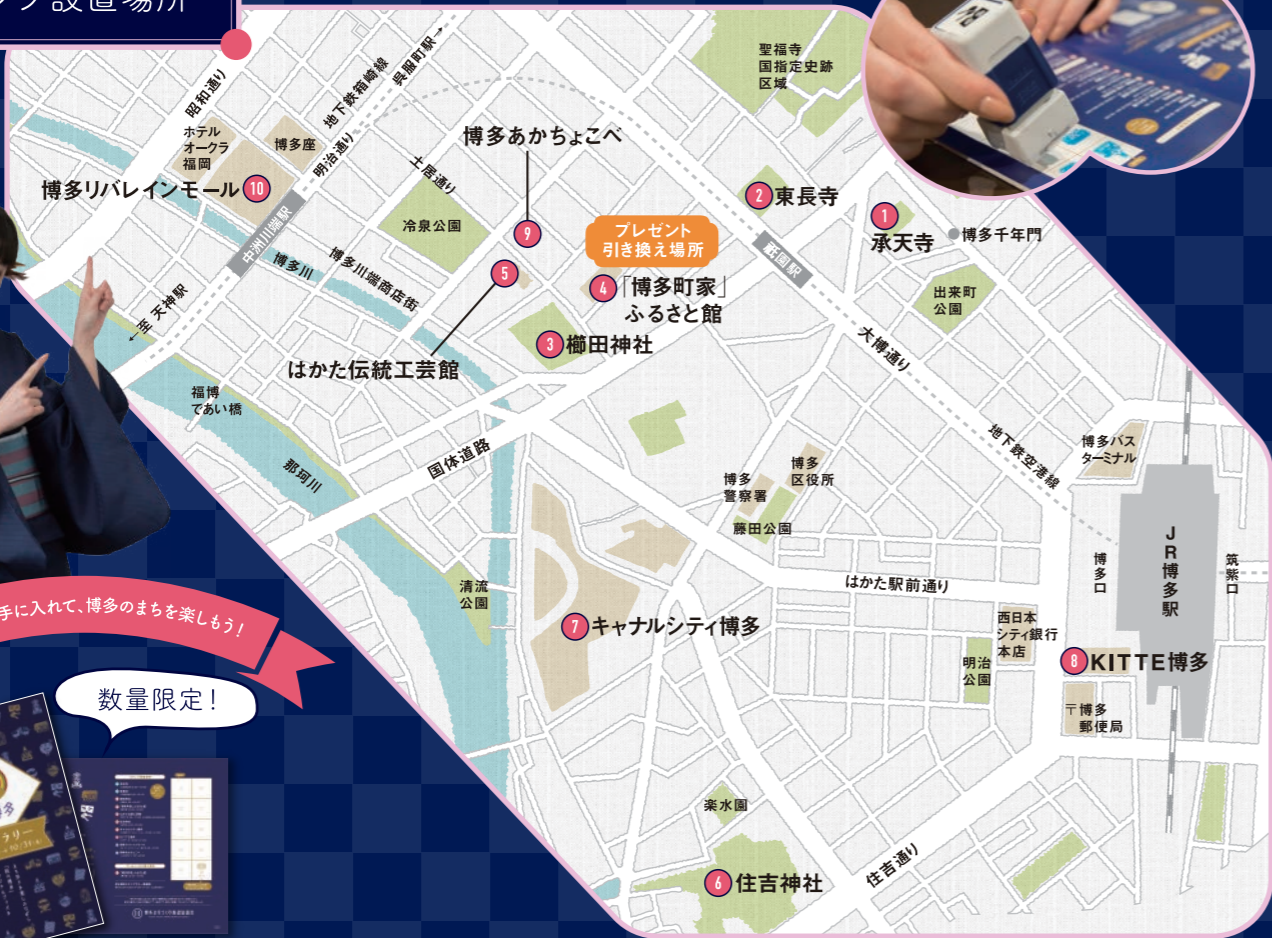 設置場所
昭和通り
地下鉄箱崎線
呉服町駅→
聖福寺
国指定史跡
区域
ホテル
オークラ
福岡
博多座
明治通り
博多あかちょこべ
土居通り
博多リバレインモール
10
冷泉公園
9
プレゼント
引き換え場所
2
東長寺
1
承天寺
博多千年門
中洲川端駅
祇園駅
博多川
博多川端商店街
5
4
「博多町家」
ふるさと館
出来町
公園
←至 天神駅
3
櫛田神社
大博通り
はかた伝統工芸館
福博
であい橋
国体道路
那珂川
地下鉄空港線
博多バス
ターミナル
博多
警察署
博多
区役所
藤田公園
JR博多駅
博多口
筑紫口
はかた駅前通り
清流
公園
7
キャナルシティ博多
西日本
シティ銀行
本店
明治
公園
8
KITTE博多
〒博多
郵便局
手に入れて、博多のまちを楽しもう!
数量限定!
楽水園
6
住吉神社
住吉通り